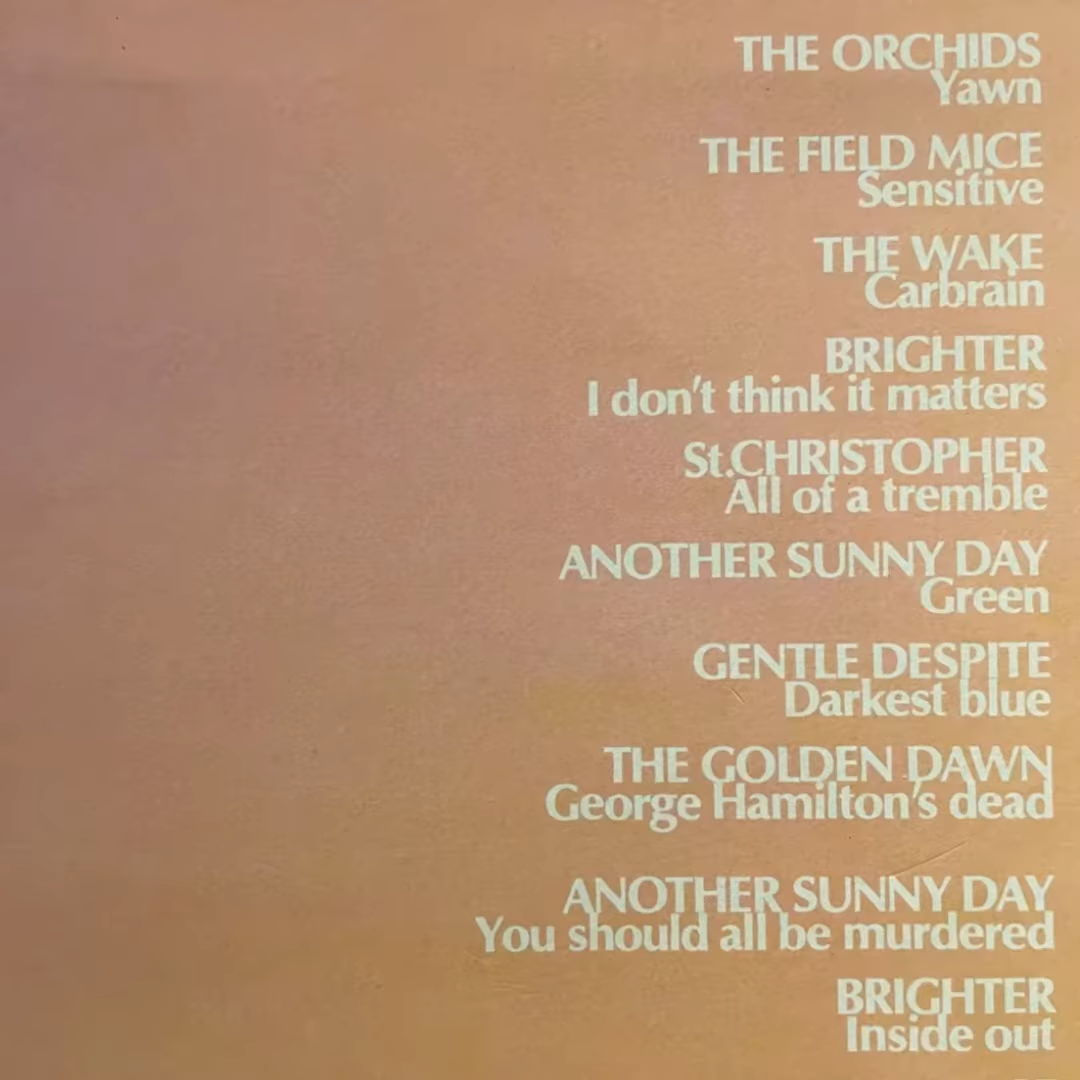 THE ORCHIDS
Yawn
THE FIELD MICE
Sensitive
THE WAKE
Carbrain
BRIGHTER
I don't think it matters
St.CHRISTOPHER
All of a tremble
ANOTHER SUNNY DAY
Green
GENTLE DESPITE
Darkest blue
THE GOLDEN DAWN
George Hamilton's dead
ANOTHER SUNNY DAY
You should all be murdered
BRIGHTER
Inside out